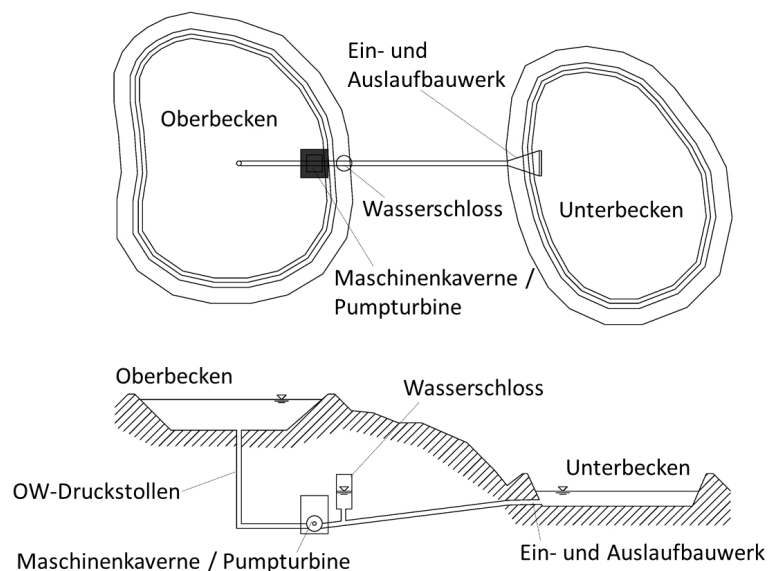 Ein- und
Auslaufbauwerk
Oberbecken
Wasserschloss
Unterbecken
Maschinenkaverne /
Pumpturbine
Oberbecken
Wasserschloss
Unterbecken
OW-Druckstollen
Ein- und Auslaufbauwerk
Maschinenkaverne / Pumpturbine